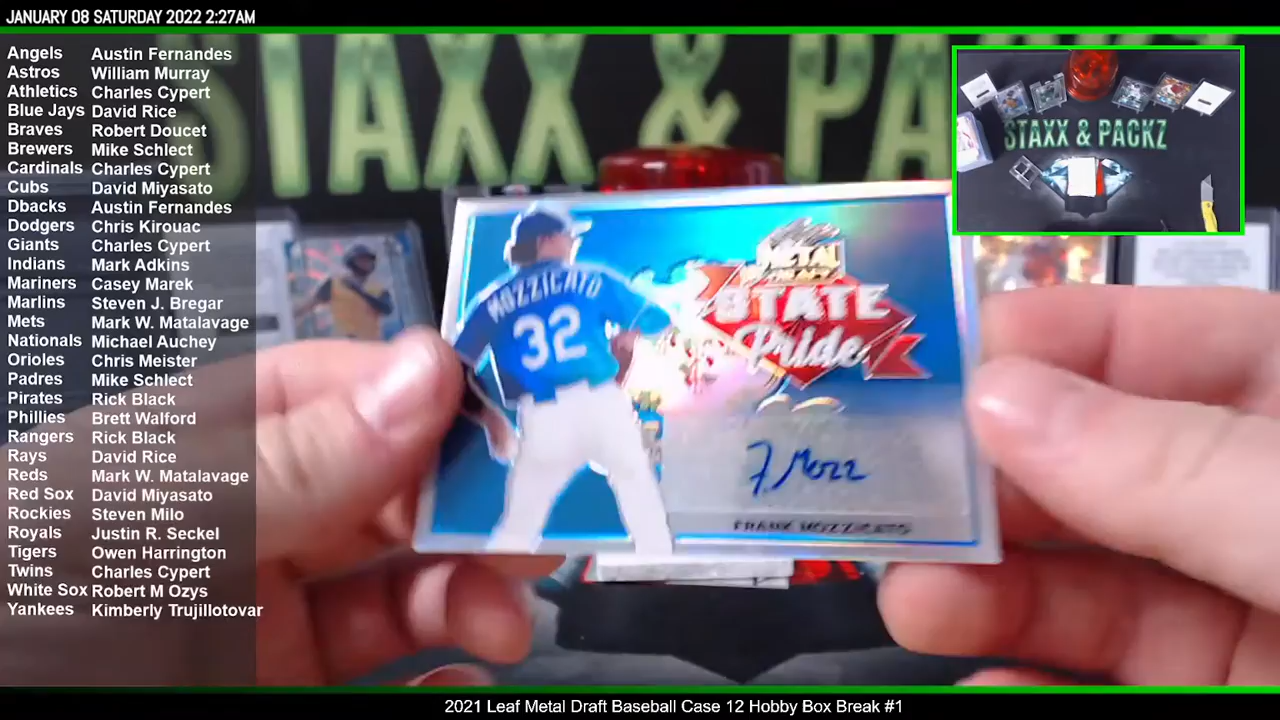 JANUARY 08 SATURDAY 2022 2:27AM
Angels Austin Fernandes
Astros William Murray
Athletics Charles Cypert
Blue Jays David Rice
Braves Robert Doucet
Brewers Mike Schlect
Cardinals Charles Cypert
Cubs David Miyasato
Dbacks Austin Fernandes
Dodgers Chris Kirouac
Giants Charles Cypert
Indians Mark Adkins
Mariners Casey Marek
Marlins Steven J. Bregar
Mets Mark W. Matalavage
Nationals Michael Auchey
Orioles Chris Meister
Padres Mike Schlect
Pirates Rick Black
Phillies Brett Walford
Rangers Rick Black
Rays David Rice
Reds Mark W. Matalavage
Red Sox David Miyasato
Rockies Steven Milo
Royals Justin R. Seckel
Tigers Owen Harrington
Twins Charles Cypert
White Sox Robert M Ozys
Yankees Kimberly Trujillotovar
STAXX & PACKZ
STAXX & PACKZ
MOZZICATO
32
METAL
STATE
Pride
F. Mozz
FRANK MOZZICATO
2021 Leaf Metal Draft Baseball Case 12 Hobby Box Break #1